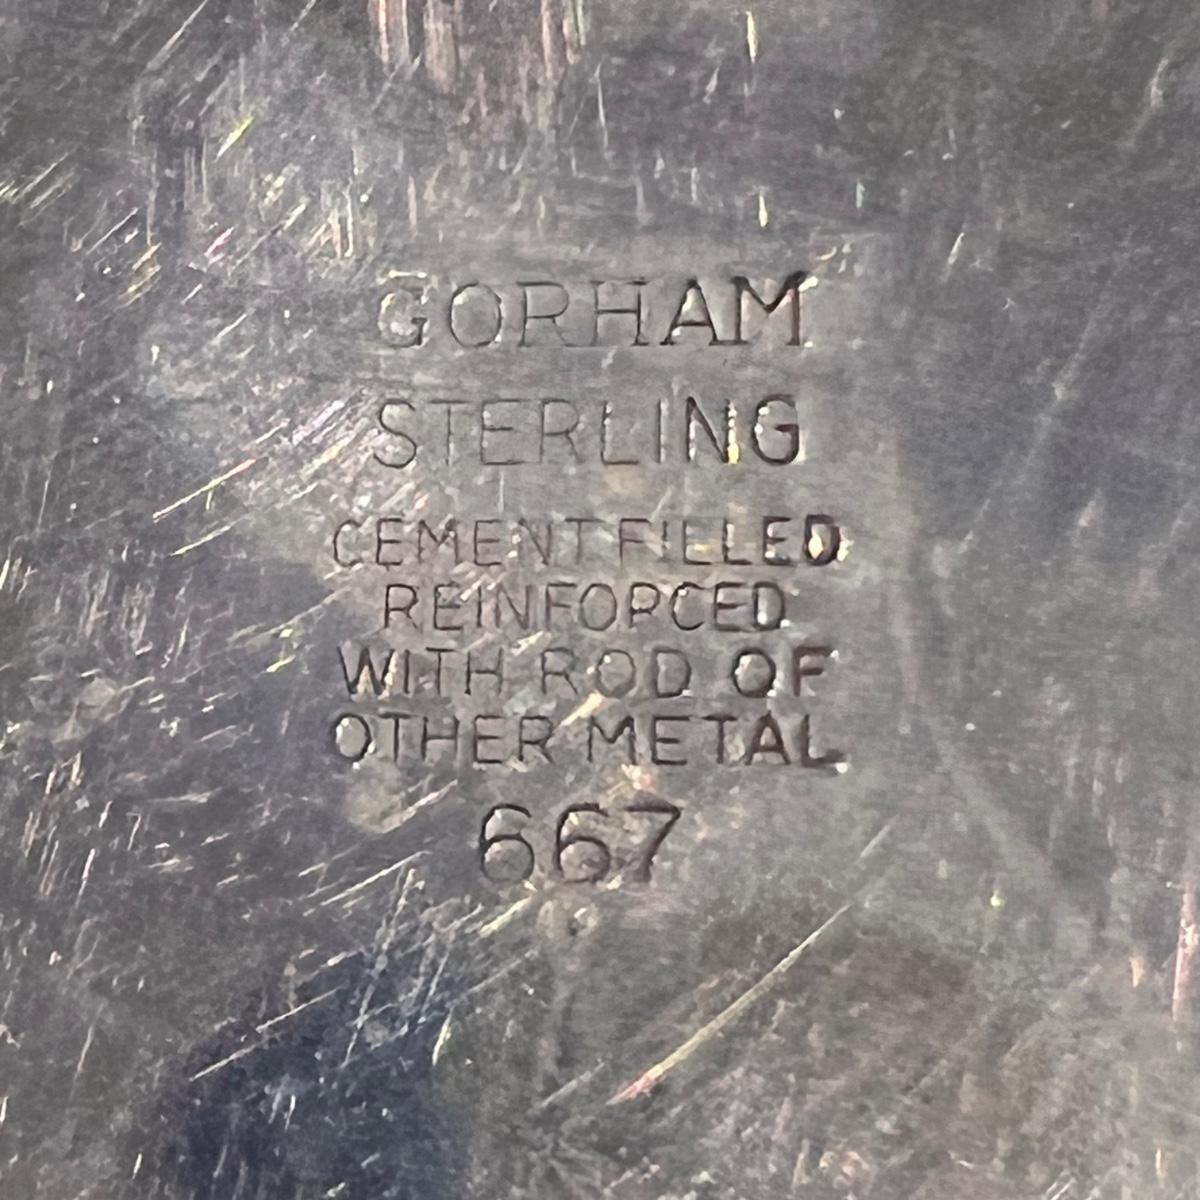 GORHAM
STERLING
CEMENT FILLED
REINFORCED
WITH ROD OF
OTHER METAL
667